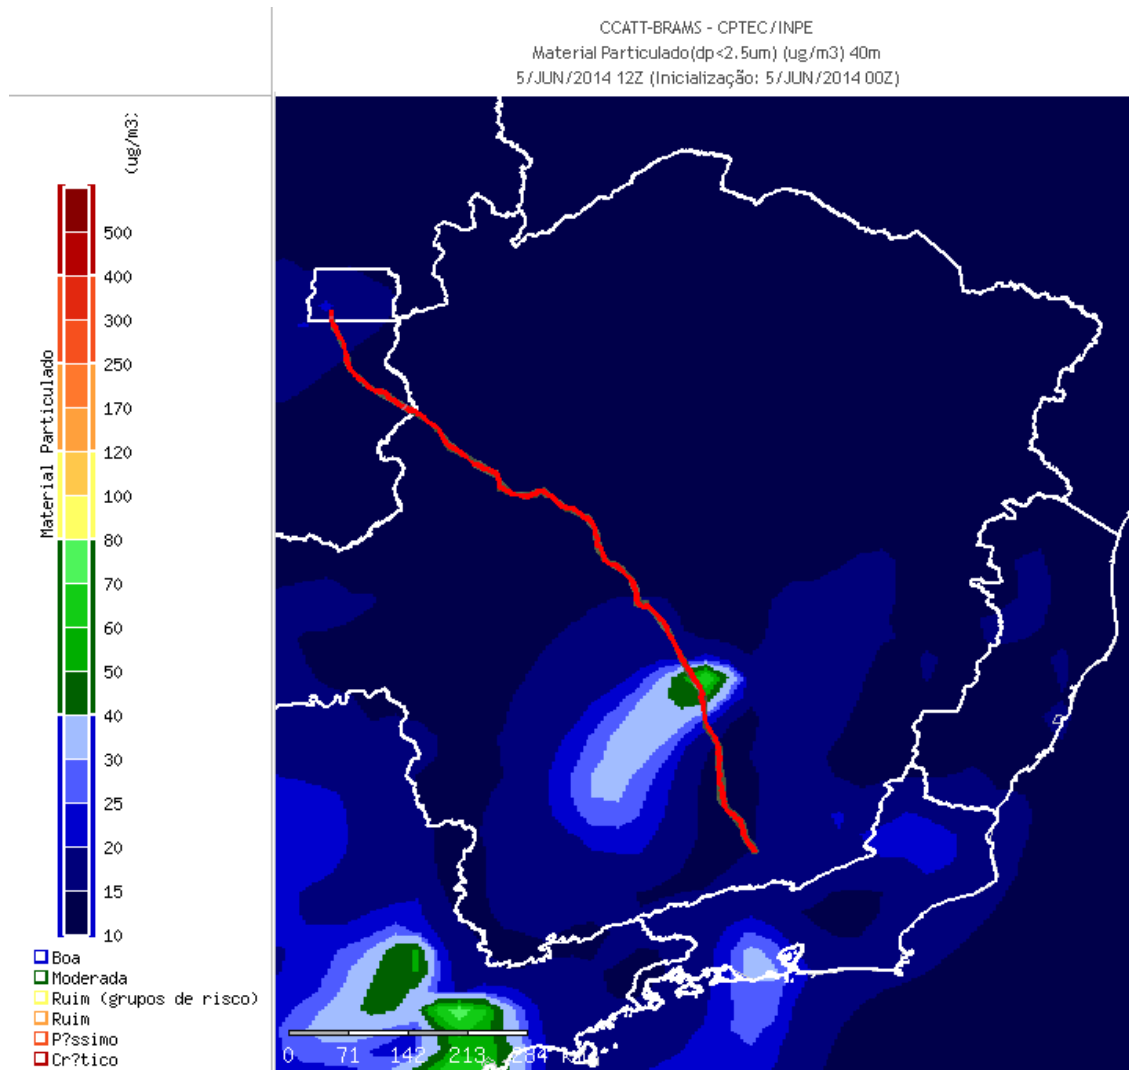 CCATT-BRAMS - CPTEC/INPE
Material Particulado(dp<2.5um) (ug/m3) 40m
5/JUN/2014 12Z (Inicialização: 5/JUN/2014 00Z)
(ug/m3)
Material Particulado
500
400
300
250
170
120
100
80
70
60
50
40
30
25
20
15
10
Boa
Moderada
Ruim (grupos de risco)
Ruim
P?ssimo
Cr?tico
0 71 142 213 284